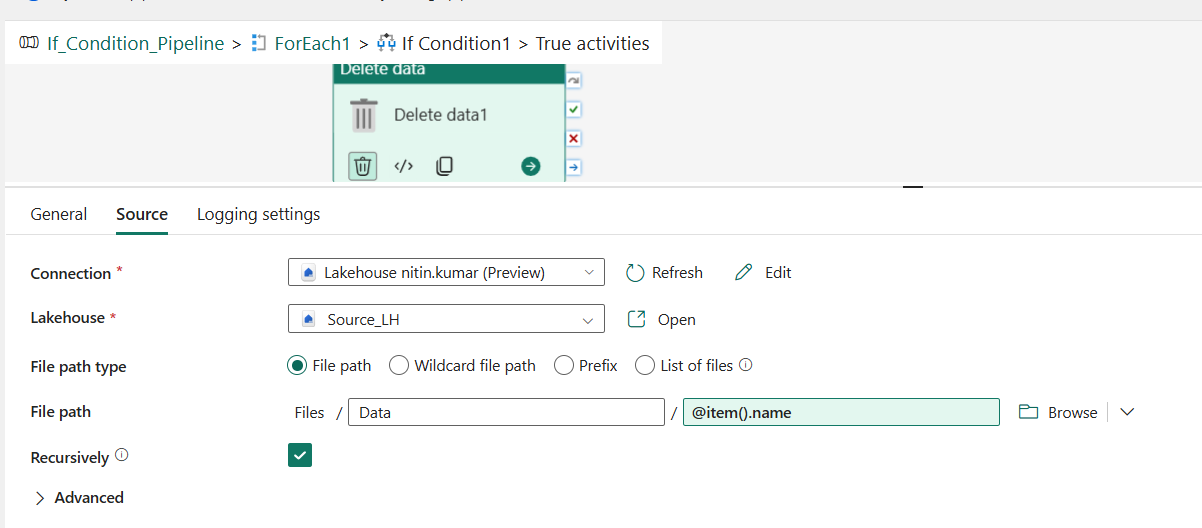 If_Condition_Pipeline > ForEach1 > If Condition1 > True activities
Delete data
Delete data1
General Source Logging settings
Connection * Lakehouse nitin.kumar (Preview) Refresh Edit
Lakehouse * Source_LH Open
File path type File path Wildcard file path Prefix List of files
File path Files / Data / @item().name Browse
Recursively
Advanced